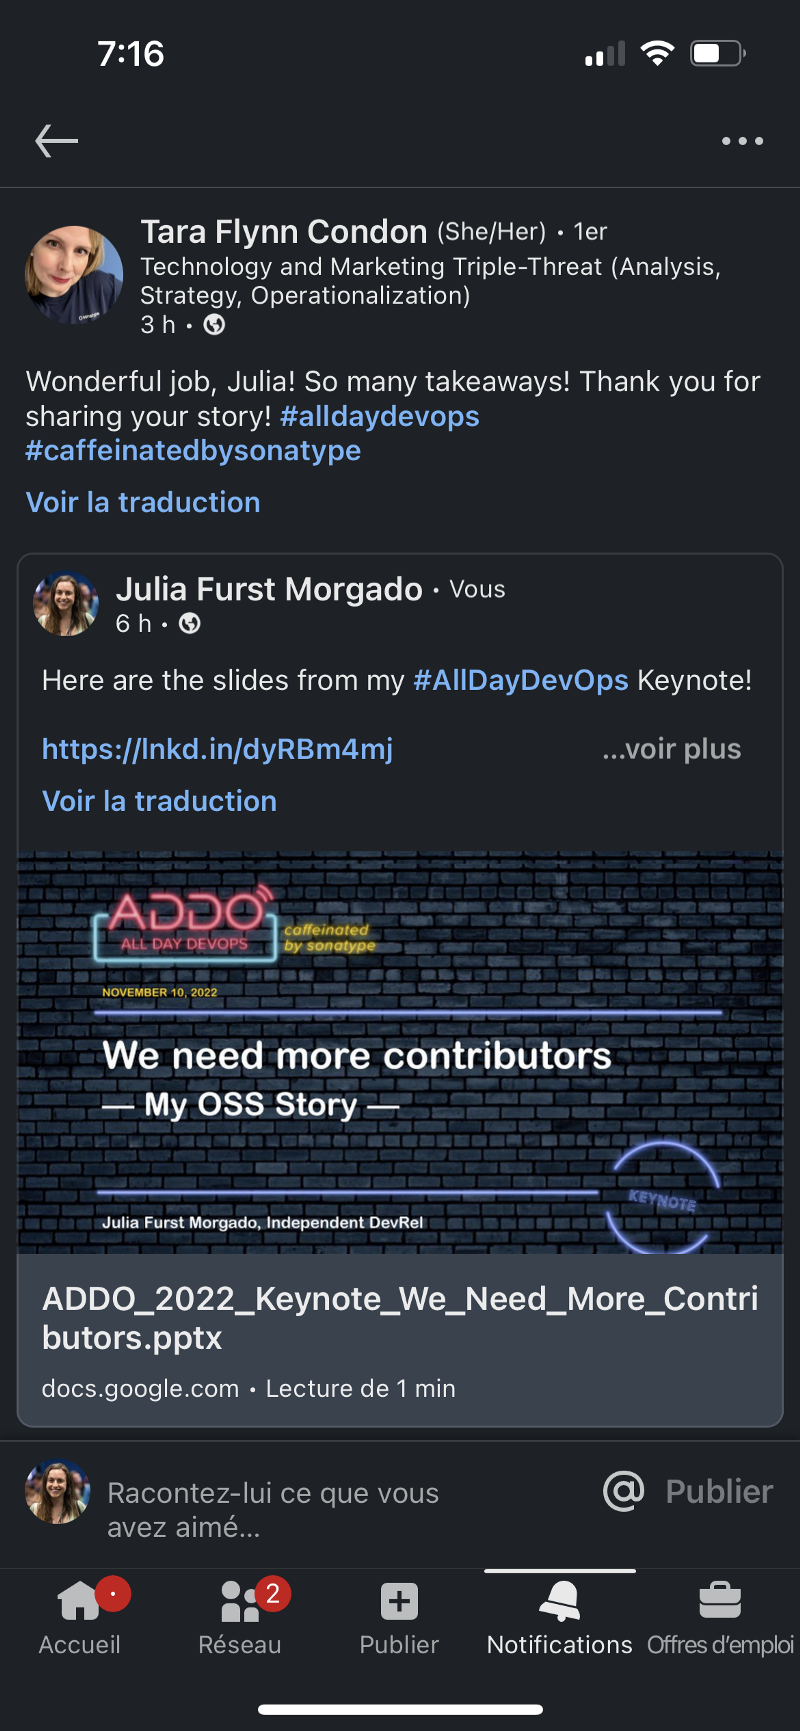 7:16
Tara Flynn Condon (She/Her) • 1er
Technology and Marketing Triple-Threat (Analysis,
Strategy, Operationalization)
3 h •
Wonderful job, Julia! So many takeaways! Thank you for
sharing your story! #alldaydevops
#caffeinatedbysonatype
Voir la traduction
Julia Furst Morgado • Vous
6 h •
Here are the slides from my #AllDayDevOps Keynote!
https://lnkd.in/dyRBm4mj ...voir plus
Voir la traduction
ADDO
ALL DAY DEVOPS
caffeinated
by sonatype
NOVEMBER 10, 2022
We need more contributors
— My OSS Story —
KEYNOTE
Julia Furst Morgado, Independent DevRel
ADDO_2022_Keynote_We_Need_More_Contri
butors.pptx
docs.google.com • Lecture de 1 min
Racontez-lui ce que vous
avez aimé...
@ Publier
2
Accueil Réseau Publier Notifications Offres d'emploi